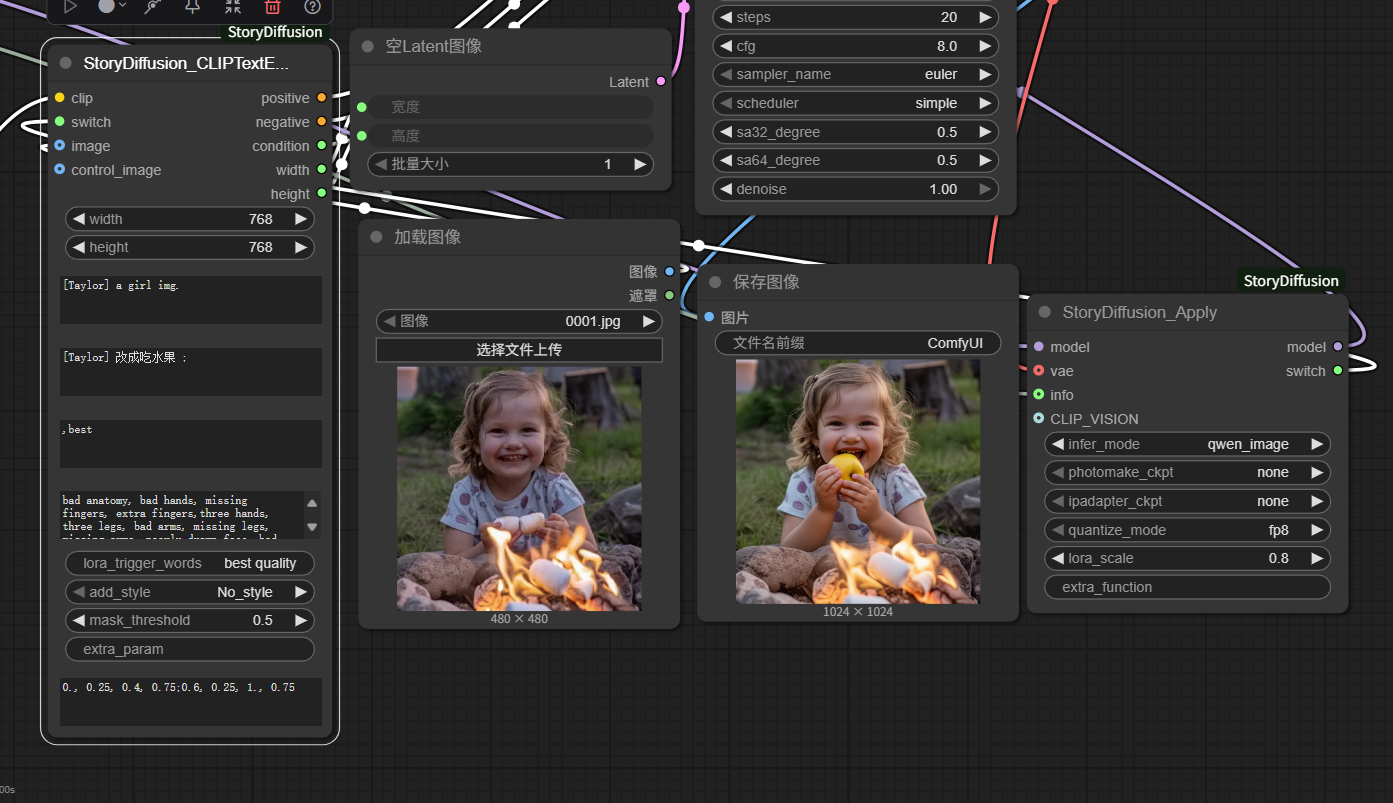 StoryDiffusion
StoryDiffusion_CLIPTextE...
clip
positive
switch
negative
image
condition
control_image
width
height
width
768
height
768
[Taylor] a girl img.
[Taylor] 改成吃水果 ;
,best
bad anatomy, bad hands, missing
fingers, extra fingers,three hands,
three legs, bad arms, missing legs,
lora_trigger_words
best quality
add_style
No_style
mask_threshold
0.5
extra_param
0., 0.25, 0.4, 0.75;0.6, 0.25, 1., 0.75
空Latent图像
Latent
宽度
高度
批量大小
1
加载图像
图像
遮罩
图像
0001.jpg
选择文件上传
480 × 480
steps
20
cfg
8.0
sampler_name
euler
scheduler
simple
sa32_degree
0.5
sa64_degree
0.5
denoise
1.00
保存图像
图片
文件名前缀
ComfyUI
1024 × 1024
StoryDiffusion
StoryDiffusion_Apply
model
model
vae
switch
info
CLIP_VISION
infer_mode
qwen_image
photomake_ckpt
none
ipadapter_ckpt
none
quantize_mode
fp8
lora_scale
0.8
extra_function
00s